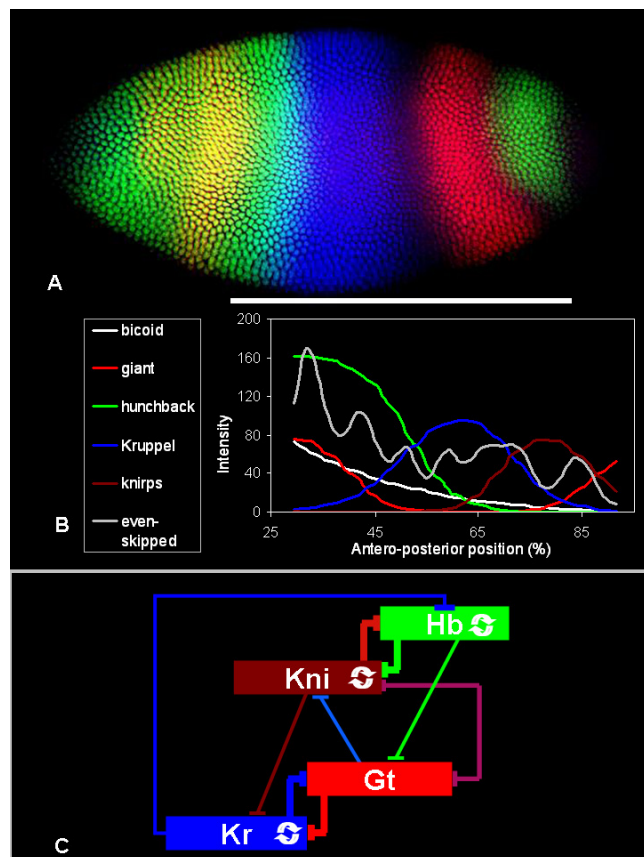 A
bicoid
giant
hunchback
Kruppel
knirps
even-
skipped
B
200
160
120
80
40
0
Intensity
25
45
65
85
Antero-posterior position (%)
Hb
Kni
Gt
Kr
C